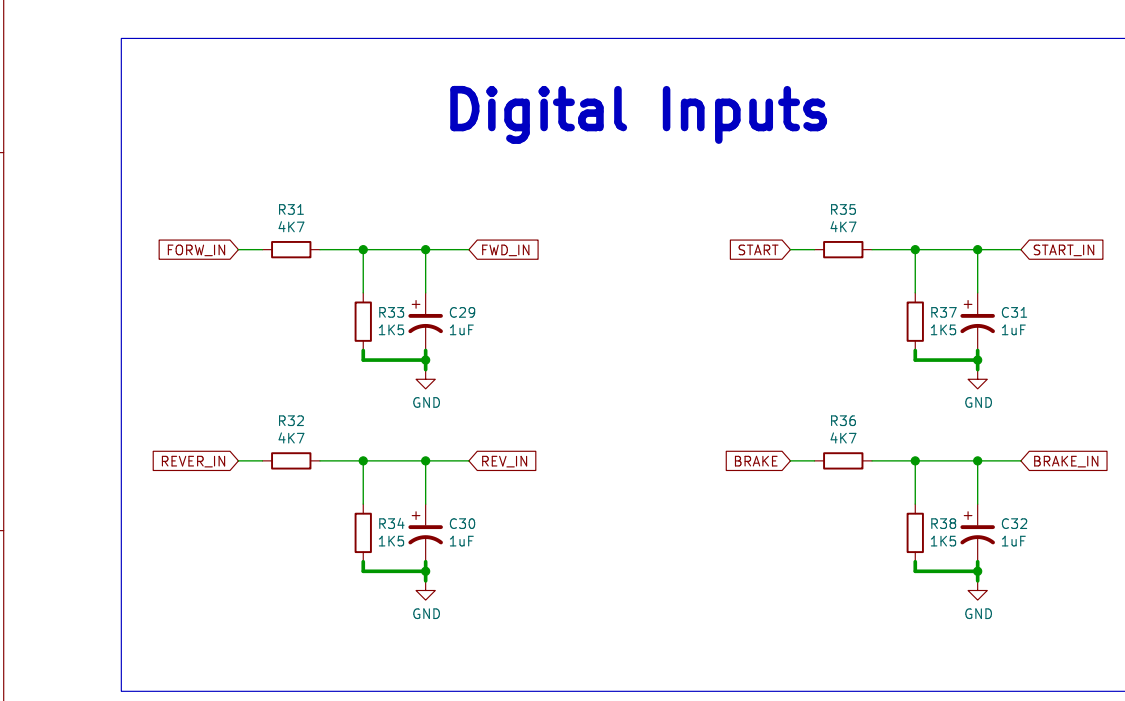 Digital Inputs
R31
4K7
FORW_IN
FWD_IN
R33
1K5
+
C29
1uF
GND
R35
4K7
START
START_IN
R37
1K5
+
C31
1uF
GND
R32
4K7
REVER_IN
REV_IN
R34
1K5
+
C30
1uF
GND
R36
4K7
BRAKE
BRAKE_IN
R38
1K5
+
C32
1uF
GND